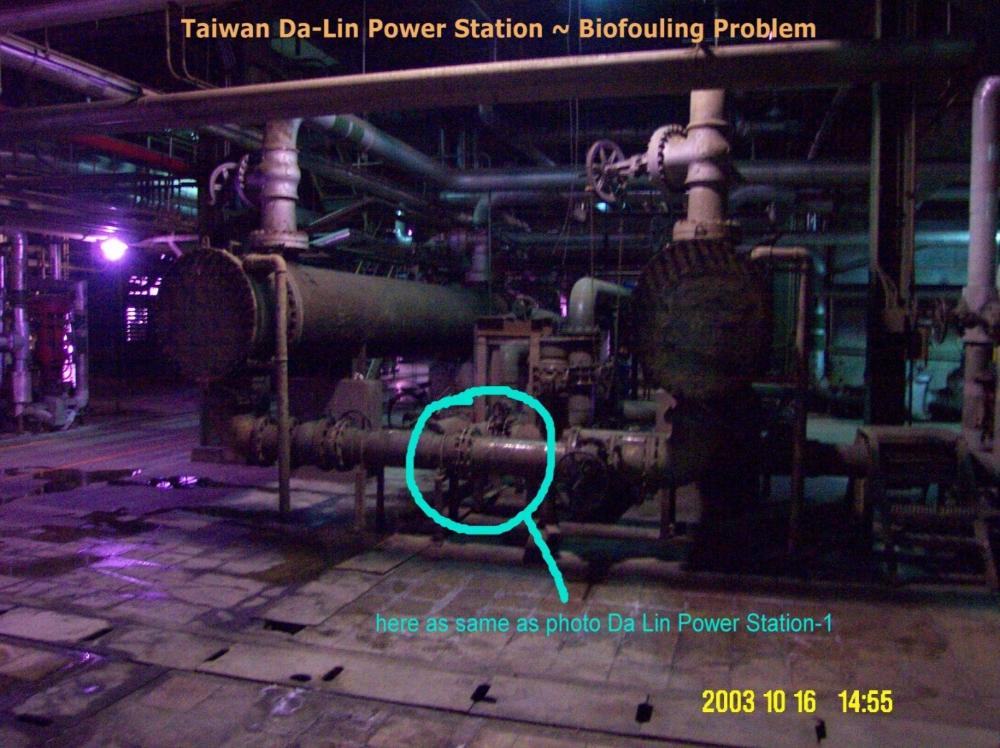 Taiwan Da-Lin Power Station ~ Biofouling Problem
here as same as photo Da Lin Power Station-1
2003 10 16 14:55